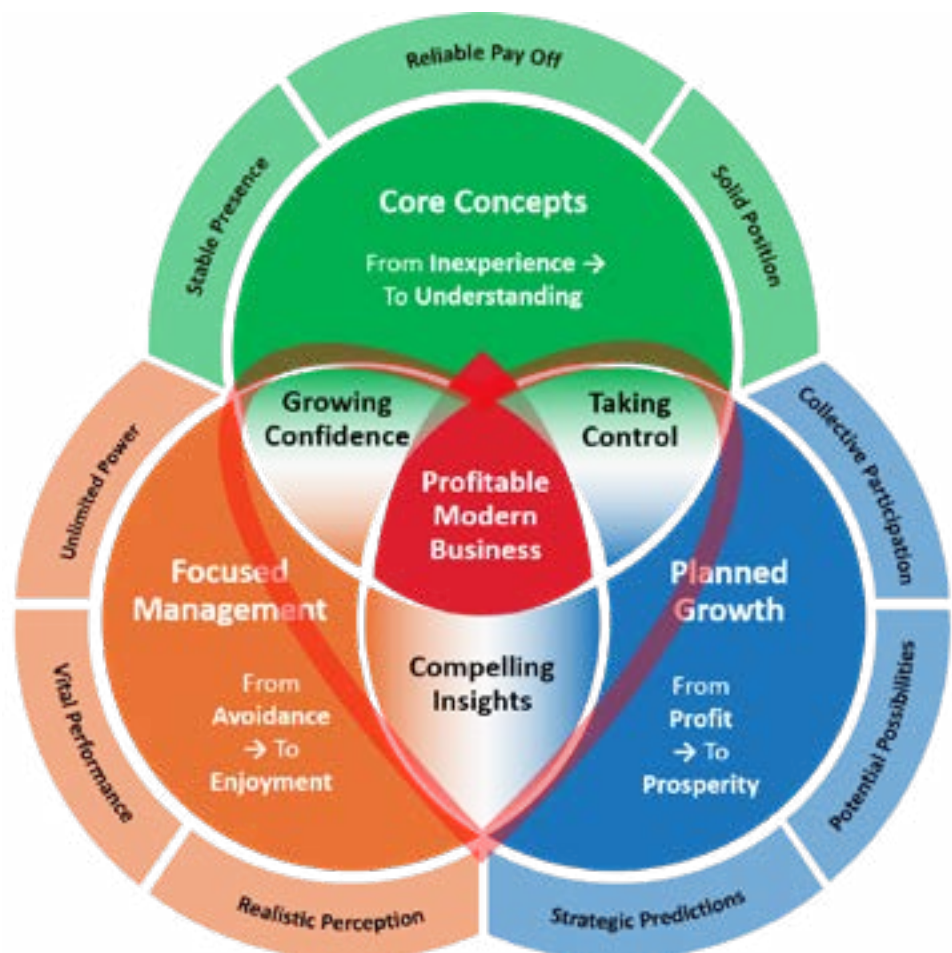 Reliable Pay Off
Stable Presence
Solid Position
Core Concepts
From Inexperience →
To Understanding
Growing
Confidence
Taking
Control
Profitable
Modern
Business
Unlimited Power
Collective Participation
Focused
Management
Planned
Growth
Compelling
Insights
From
Avoidance
→ To
Enjoyment
From
Profit
→ To
Prosperity
Vital Performance
Potential Possibilities
Realistic Perception
Strategic Predictions